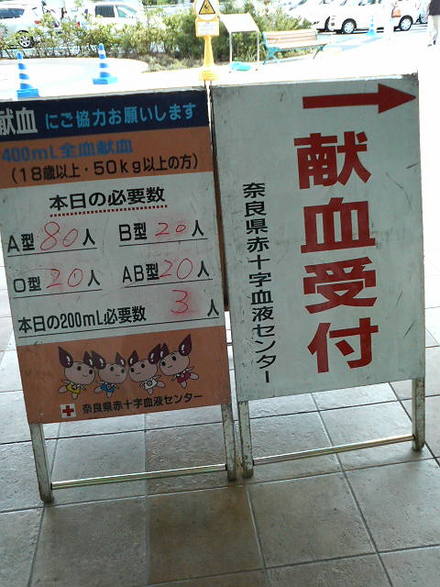 献血にご協力お願いします
400mL全血献血
（18歳以上・50kg以上の方）
本日の必要数
A型 80人 B型 20人
O型 20人 AB型 20人
本日の200mL必要数 3人
奈良県赤十字血液センター
献血受付
奈良県赤十字血液センター